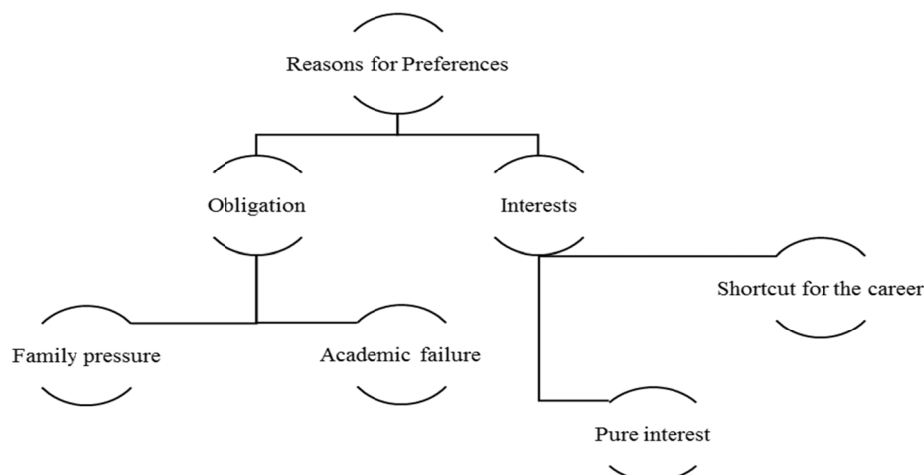 Reasons for Preferences
Obligation
Interests
Shortcut for the career
Family pressure
Academic failure
Pure interest